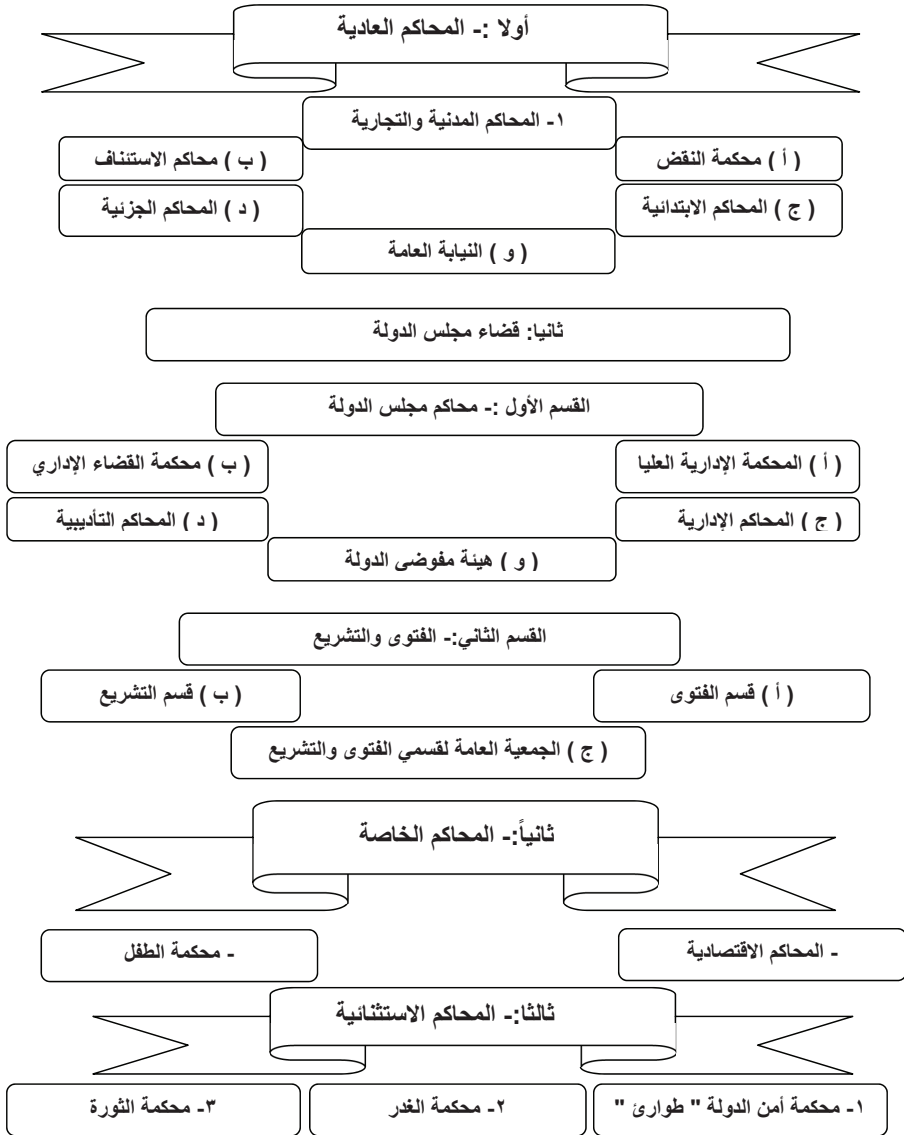 أولا :- المحاكم العادية
١- المحاكم المدنية والتجارية
( أ ) محكمة النقض
( ب ) محاكم الاستئناف
( ج ) المحاكم الابتدائية
( د ) المحاكم الجزئية
( و ) النيابة العامة
ثانيا: قضاء مجلس الدولة
القسم الأول :- محاكم مجلس الدولة
( أ ) المحكمة الإدارية العليا
( ب ) محكمة القضاء الإداري
( ج ) المحاكم الإدارية
( د ) المحاكم التأديبية
( و ) هيئة مفوضى الدولة
القسم الثاني:- الفتوى والتشريع
( أ ) قسم الفتوى
( ب ) قسم التشريع
( ج ) الجمعية العامة لقسمي الفتوى والتشريع
ثانياً:- المحاكم الخاصة
- المحاكم الاقتصادية
- محكمة الطفل
ثالثا:- المحاكم الاستثنائية
١- محكمة أمن الدولة " طوارئ "
٢- محكمة الغدر
٣- محكمة الثورة